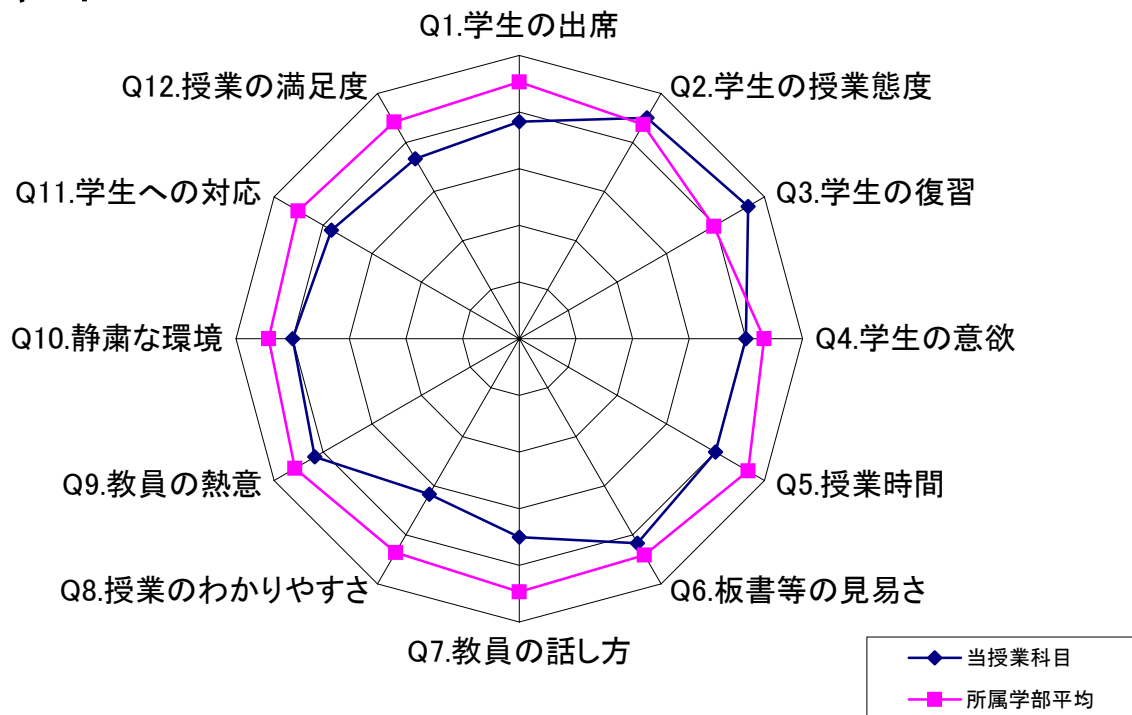 Q1.学生の出席
Q2.学生の授業態度
Q3.学生の復習
Q4.学生の意欲
Q5.授業時間
Q6.板書等の見易さ
Q7.教員の話し方
Q8.授業のわかりやすさ
Q9.教員の熱意
Q10.静粛な環境
Q11.学生への対応
Q12.授業の満足度
当授業科目
所属学部平均